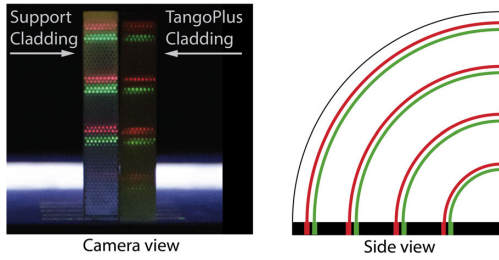 Support
Cladding
TangoPlus
Cladding
Camera view
Side view